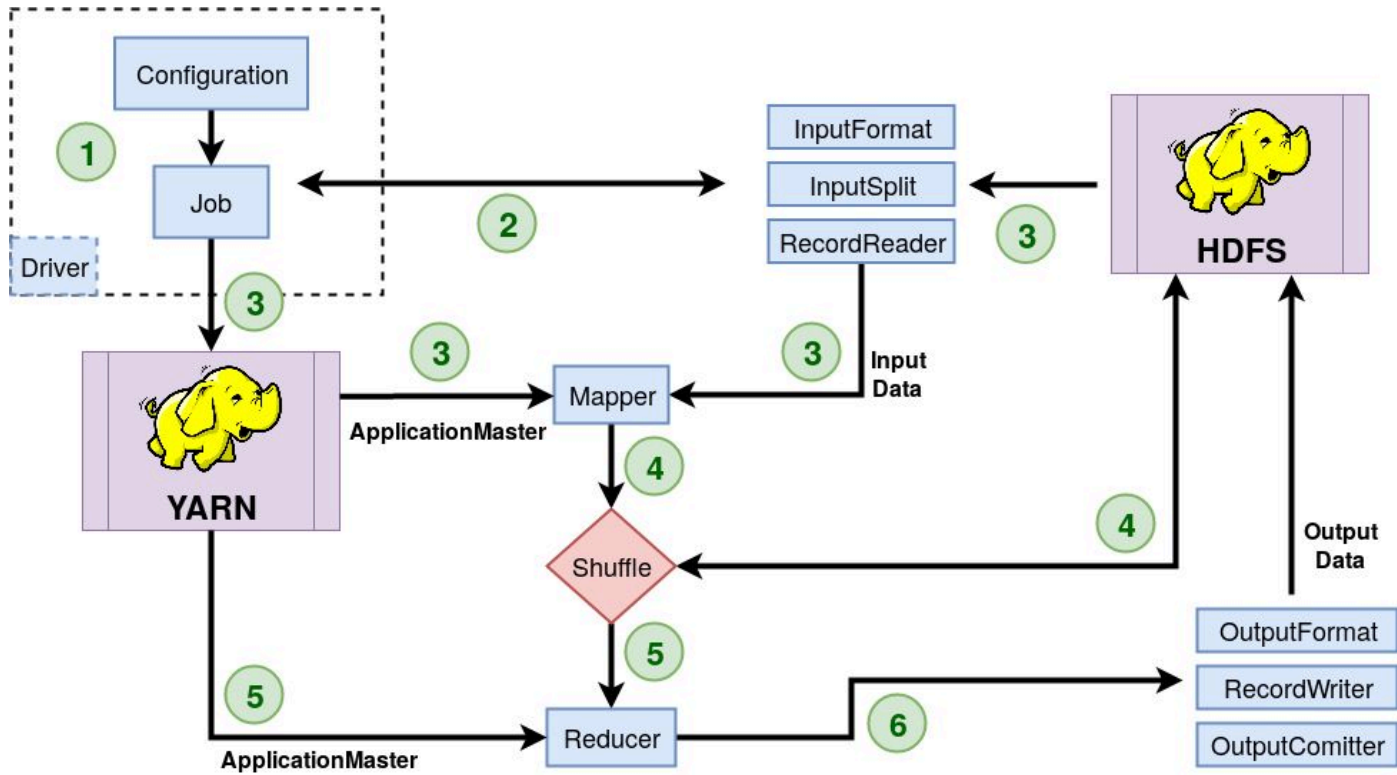 Configuration
1
Job
Driver
2
InputFormat
InputSplit
RecordReader
3
HDFS
3
YARN
3
ApplicationMaster
Mapper
3
Input
Data
4
Shuffle
4
Output
Data
5
ApplicationMaster
5
Reducer
6
OutputFormat
RecordWriter
OutputComitter